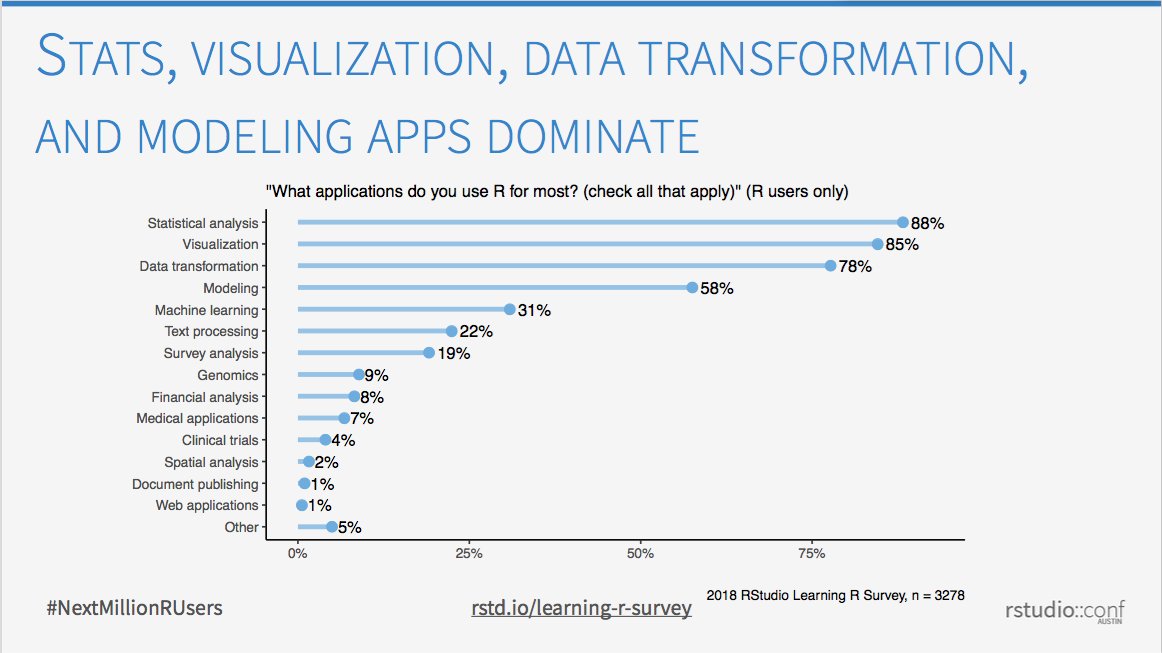 STATS, VISUALIZATION, DATA TRANSFORMATION,
AND MODELING APPS DOMINATE
"What applications do you use R for most? (check all that apply)" (R users only)
Statistical analysis 88%
Visualization 85%
Data transformation 78%
Modeling 58%
Machine learning 31%
Text processing 22%
Survey analysis 19%
Genomics 9%
Financial analysis 8%
Medical applications 7%
Clinical trials 4%
Spatial analysis 2%
Document publishing 1%
Web applications 1%
Other 5%
0% 25% 50% 75%
2018 RStudio Learning R Survey, n = 3278
#NextMillionRUsers
rstd.io/learning-r-survey
rstudio::conf
AUSTIN